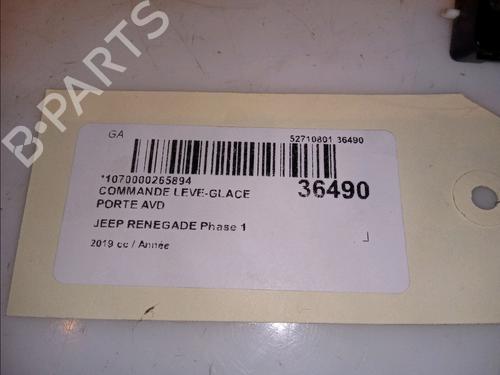 GA
52710801 36490
*1070000265894
COMMANDE LEVE-GLACE
PORTE AVD
36490
JEEP RENEGADE Phase 1
2019 cc / Année
B-PARTS